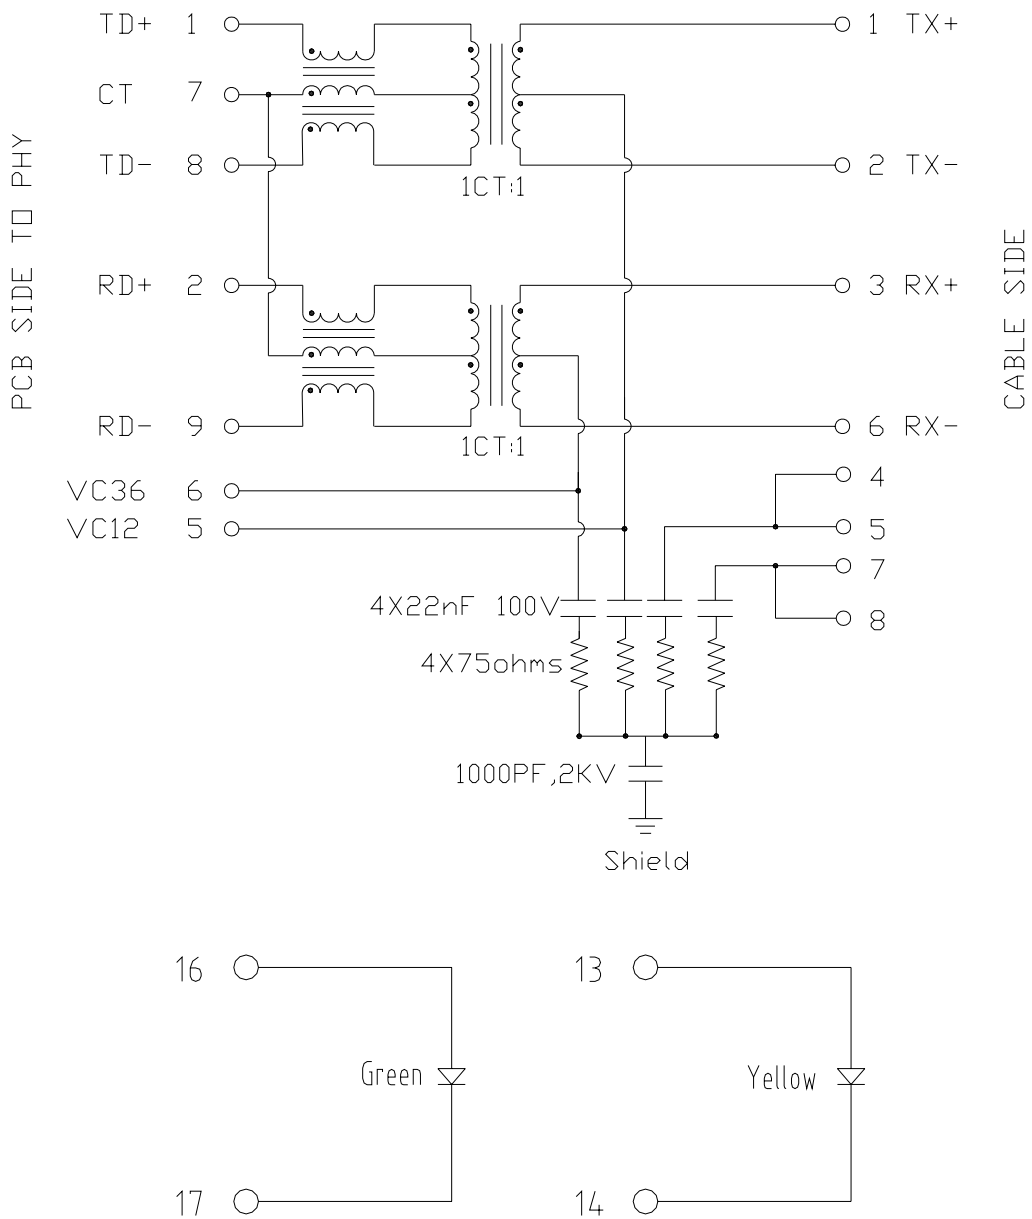 TD+ 1 1 TX+
CT 7
TD- 8 2 TX-
1CT:1
PCB SIDE TO PHY
CABLE SIDE
RD+ 2 3 RX+
RD- 9 6 RX-
1CT:1
VC36 6 4
VC12 5 5
7
4X22nF 100V 8
4X75ohms
1000PF,2KV
Shield
16 13
Green Yellow
17 14